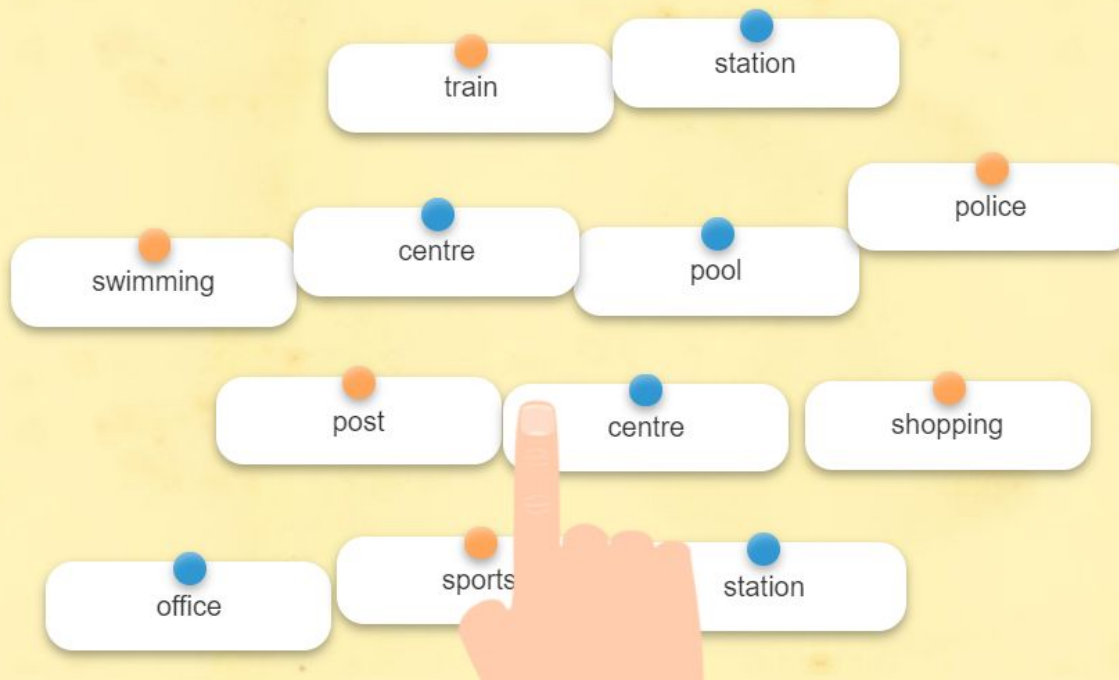 train
station
police
swimming
centre
pool
post
centre
shopping
office
sports
station